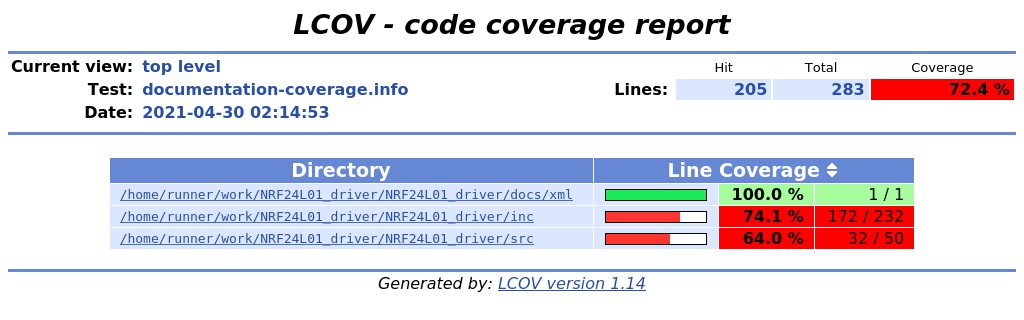 LCOV - code coverage report
Current view: top level Hit Total Coverage
Test: documentation-coverage.info Lines: 205 283 72.4 %
Date: 2021-04-30 02:14:53
Directory Line Coverage
/home/runner/work/NRF24L01_driver/NRF24L01_driver/docs/xml 100.0 % 1 / 1
/home/runner/work/NRF24L01_driver/NRF24L01_driver/inc 74.1 % 172 / 232
/home/runner/work/NRF24L01_driver/NRF24L01_driver/src 64.0 % 32 / 50
Generated by: LCOV version 1.14